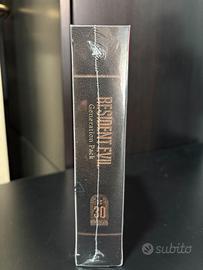 RESIDENT EVIL
Generation Pack
30
subito